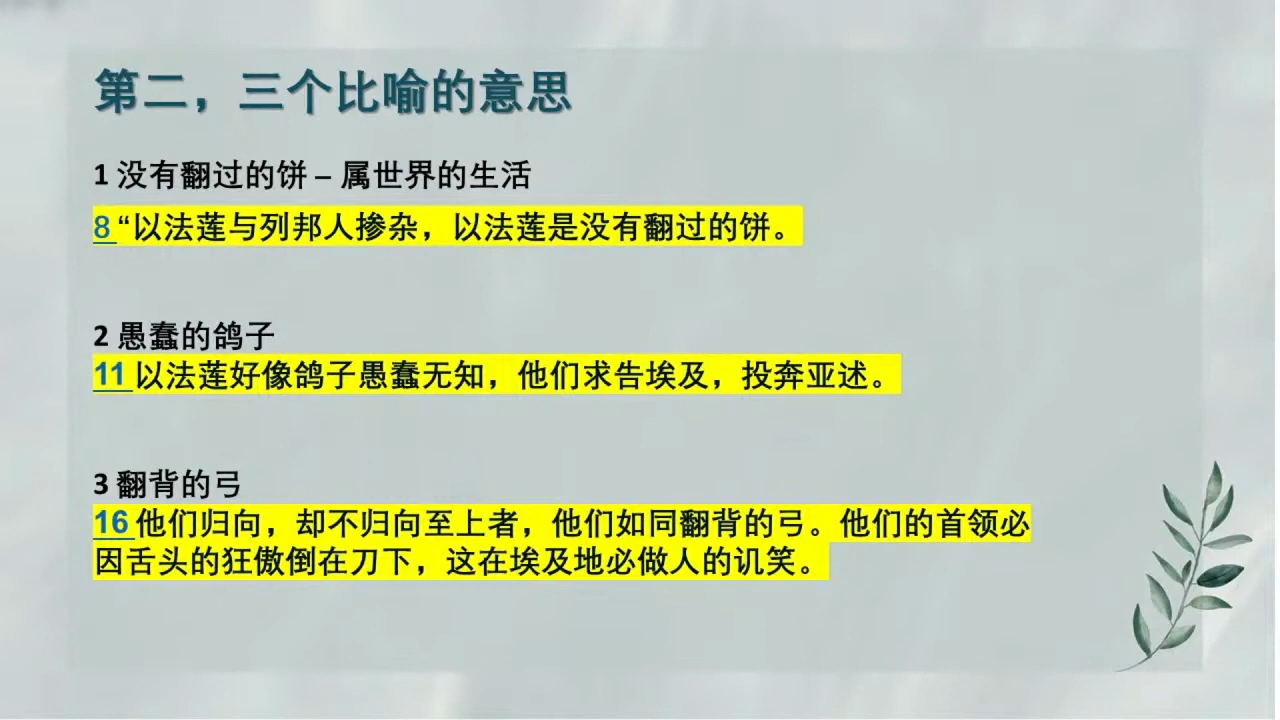 第二，三个比喻的意思
1 没有翻过的饼 – 属世界的生活
8 “以法莲与列邦人掺杂，以法莲是没有翻过的饼。
2 愚蠢的鸽子
11 以法莲好像鸽子愚蠢无知，他们求告埃及，投奔亚述。
3 翻背的弓
16 他们归向，却不归向至上者，他们如同翻背的弓。他们的首领必
因舌头的狂傲倒在刀下，这在埃及地必做人的讥笑。